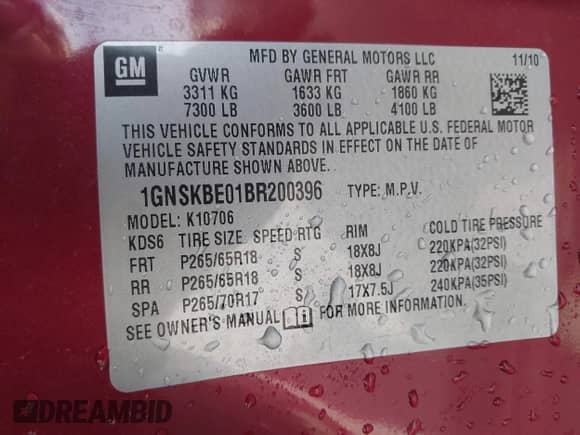 GM
MFD BY GENERAL MOTORS LLC 11/10
GVWR GAWR FRT GAWR RR
3311 KG 1633 KG 1860 KG
7300 LB 3600 LB 4100 LB
THIS VEHICLE CONFORMS TO ALL APPLICABLE U.S. FEDERAL MOTOR
VEHICLE SAFETY STANDARDS IN EFFECT ON THE DATE OF
MANUFACTURE SHOWN ABOVE.
1GNSKBE01BR200396 TYPE: M.P.V.
MODEL: K10706
KDS6 TIRE SIZE SPEED RTG RIM COLD TIRE PRESSURE
FRT P265/65R18 S 18X8J 220KPA(32PSI)
RR P265/65R18 S 18X8J 220KPA(32PSI)
SPA P265/70R17 S 17X7.5J 240KPA(35PSI)
SEE OWNER'S MANUAL FOR MORE INFORMATION.
DREAMBID